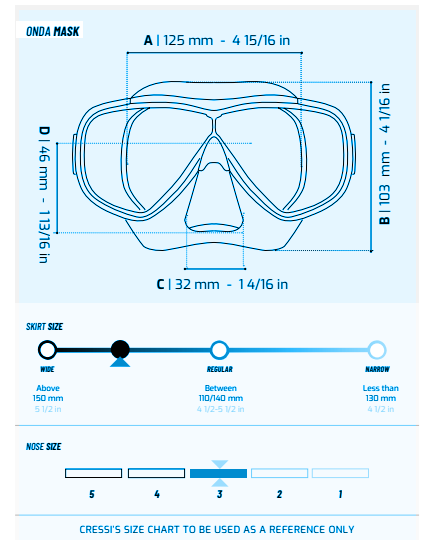 ONDA MASK
A | 125 mm - 4 15/16 in
B | 103 mm - 4 1/16 in
D | 46 mm - 1 13/16 in
C | 32 mm - 1 4/16 in
SKIRT SIZE
WIDE REGULAR NARROW
Above Between Less than
150 mm 110/140 mm 130 mm
5 1/2 in 4 1/2-5 1/2 in 4 1/2 in
NOSE SIZE
5 4 3 2 1
CRESSI'S SIZE CHART TO BE USED AS A REFERENCE ONLY